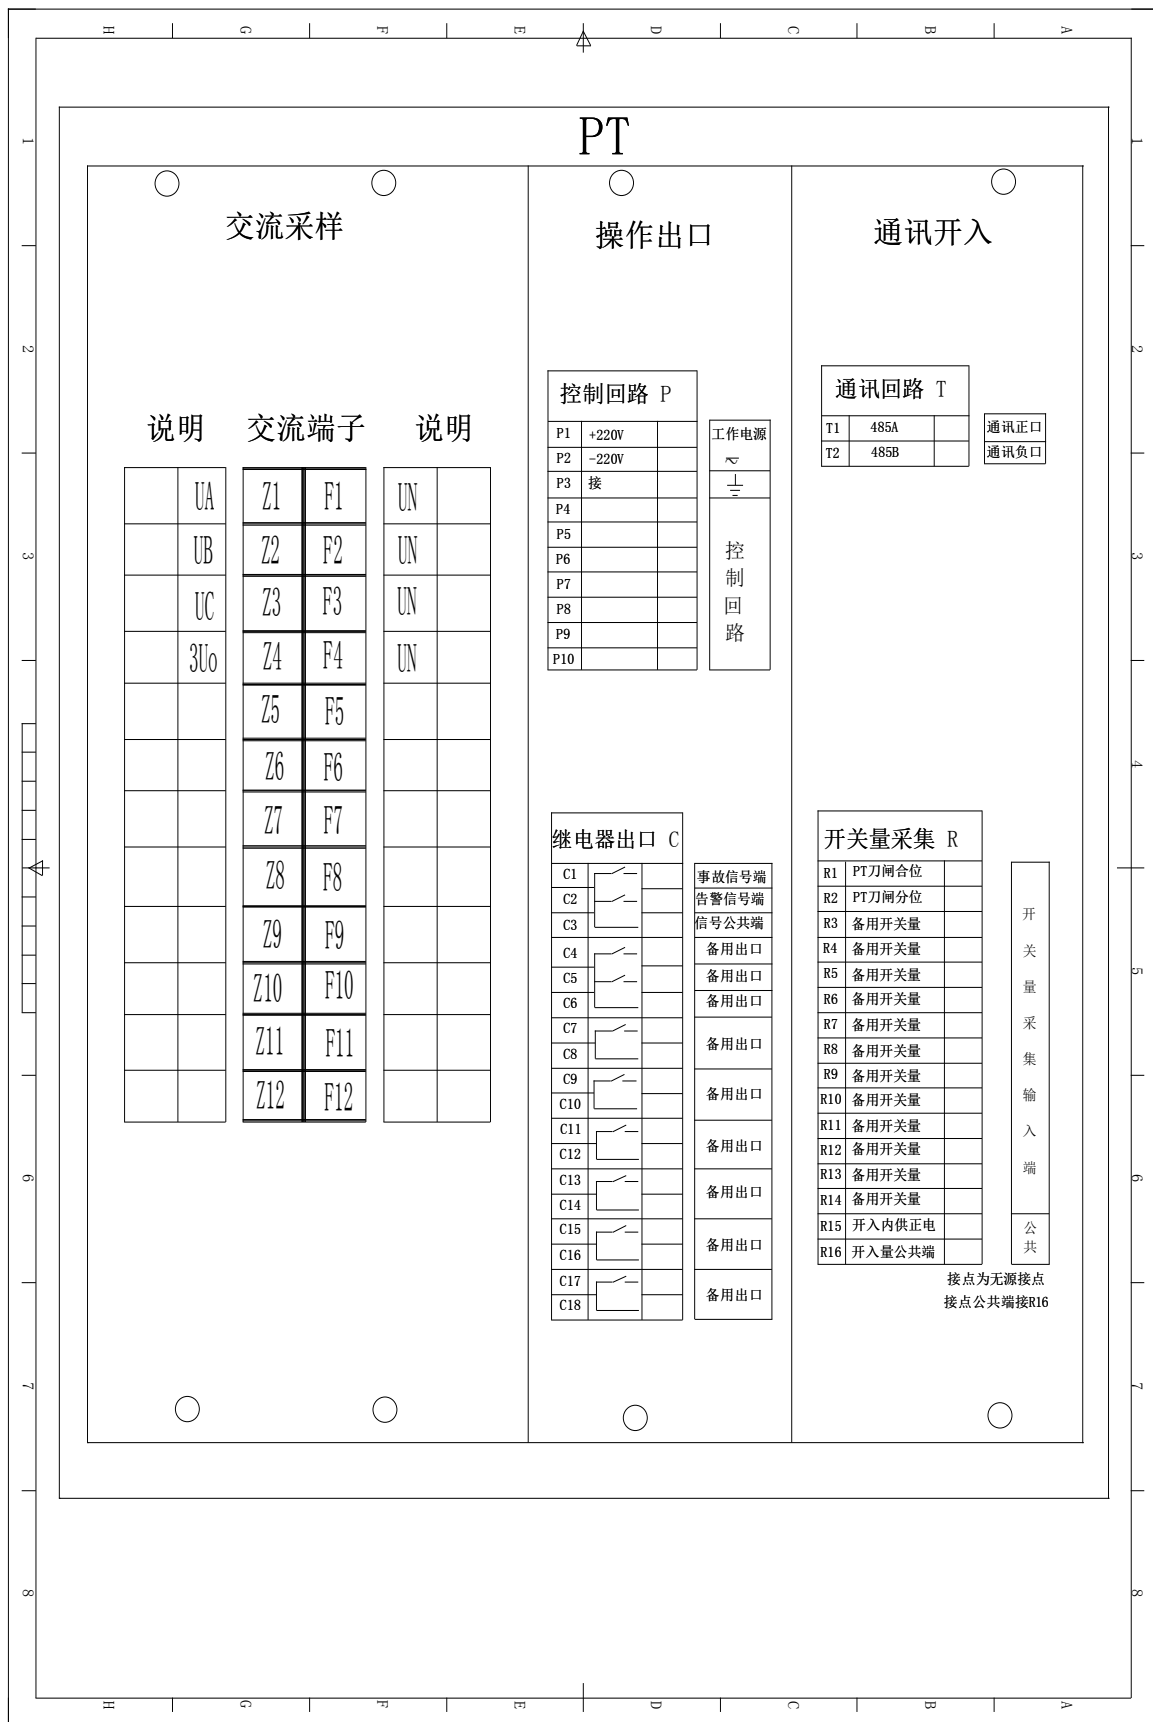 H G F E D C B A
PT
交流采样
说明 交流端子 说明
UA Z1 F1 UN
UB Z2 F2 UN
UC Z3 F3 UN
3Uo Z4 F4 UN
Z5 F5
Z6 F6
Z7 F7
Z8 F8
Z9 F9
Z10 F10
Z11 F11
Z12 F12
操作出口
控制回路 P
P1 +220V
P2 -220V
P3 接
P4
P5
P6
P7
P8
P9
P10
工作电源
控制回路
继电器出口 C
C1 事故信号端
C2 告警信号端
C3 信号公共端
C4 备用出口
C5 备用出口
C6 备用出口
C7
C8
备用出口
C9
C10
备用出口
C11
C12
备用出口
C13
C14
备用出口
C15
C16
备用出口
C17
C18
备用出口
通讯开入
通讯回路 T
T1 485A 通讯正口
T2 485B 通讯负口
开关量采集 R
R1 PT刀闸合位
R2 PT刀闸分位
R3 备用开关量
R4 备用开关量
R5 备用开关量
R6 备用开关量
R7 备用开关量
R8 备用开关量
R9 备用开关量
R10 备用开关量
R11 备用开关量
R12 备用开关量
R13 备用开关量
R14 备用开关量
R15 开入内供正电
R16 开入量公共端
开关量采集输入端
公共
接点为无源接点
接点公共端接R16
1 1
2 2
3 3
4
5
6 6
7 7
8 8
H G F E D C B A